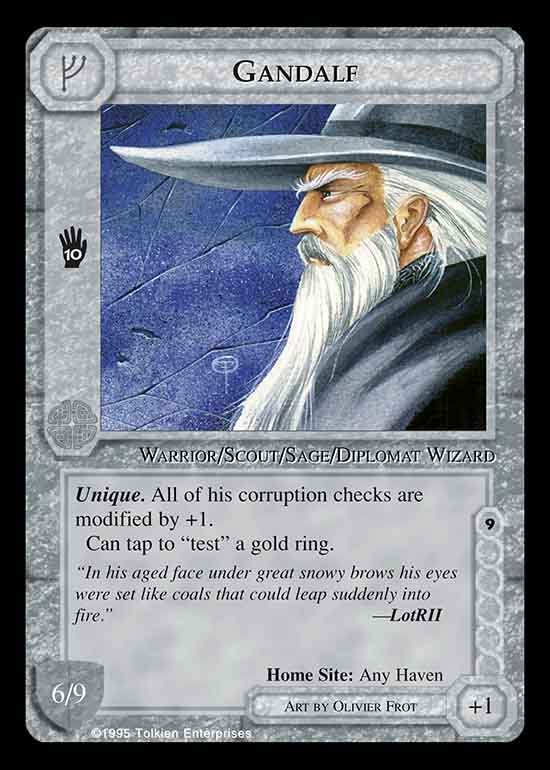 GANDALF
10
WARRIOR/SCOUT/SAGE/DIPLOMAT WIZARD
Unique. All of his corruption checks are
modified by +1.
Can tap to “test” a gold ring.
9
“In his aged face under great snowy brows his eyes
were set like coals that could leap suddenly into
fire.” —LotRII
Home Site: Any Haven
6/9
ART BY OLIVIER FROT
+1
©1995 Tolkien Enterprises